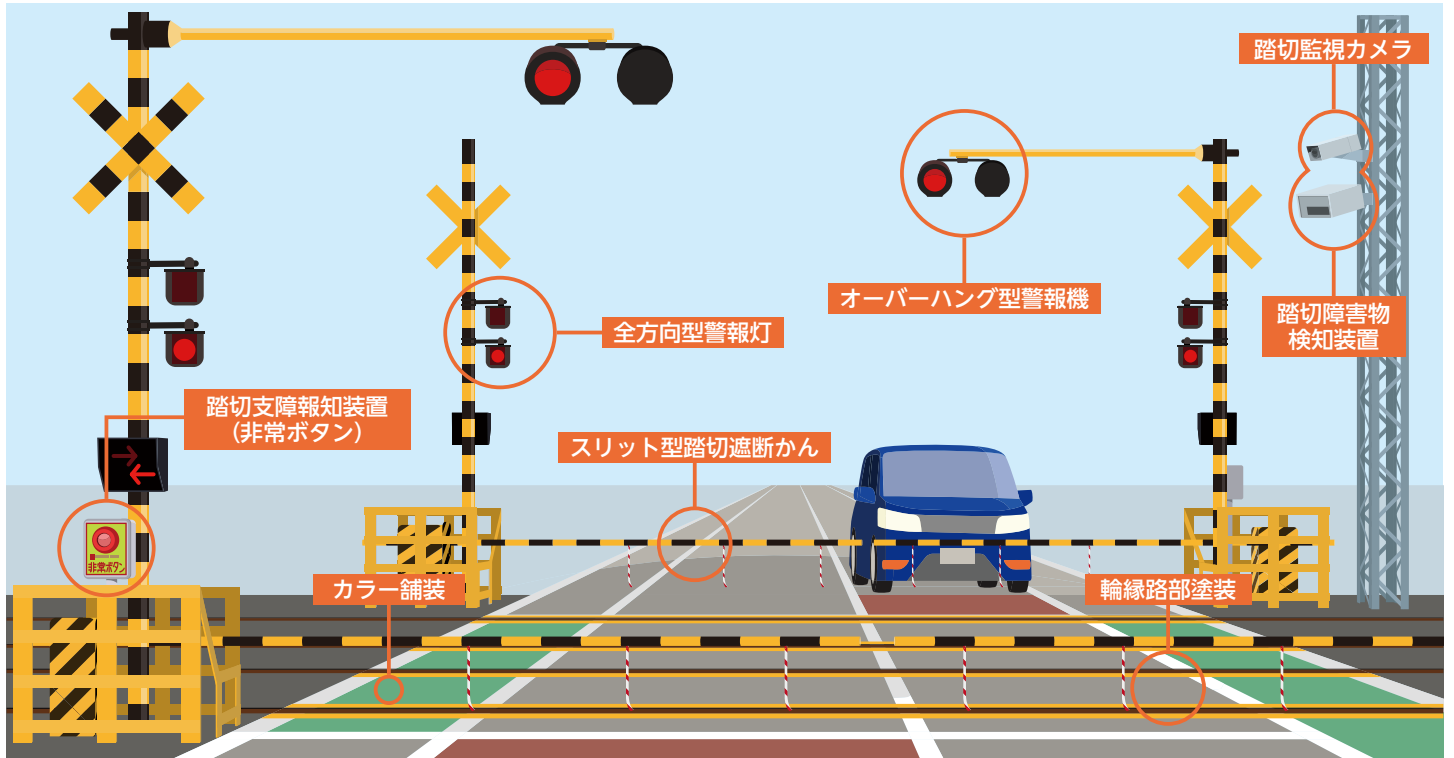 踏切監視カメラ
オーバーハング型警報機
踏切障害物
検知装置
全方向型警報灯
踏切支障報知装置
(非常ボタン)
スリット型踏切遮断かん
非常ボタン
カラー舗装
輪縁路部塗装